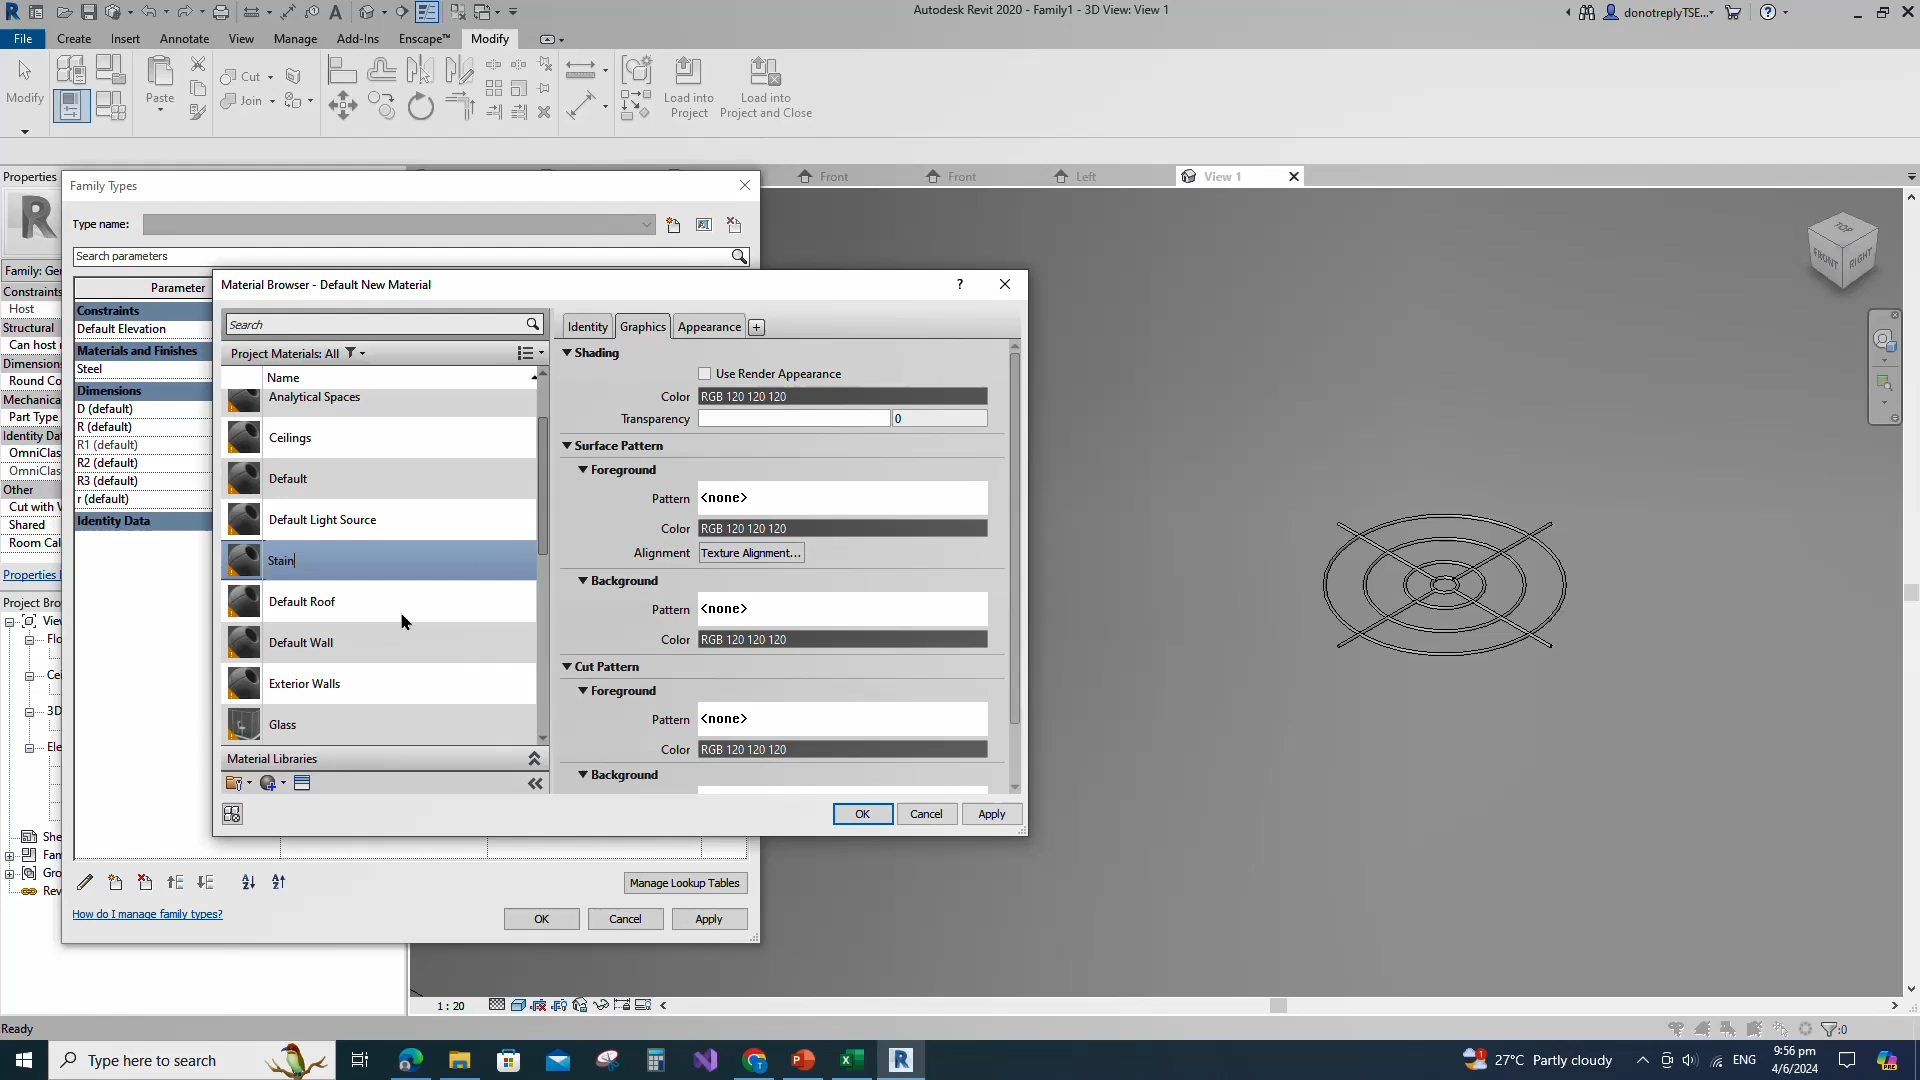 Autodesk Revit 2020 - Family1 - 3D View: View 1
donotreplyTSE...
File Create Insert Annotate View Manage Add-Ins Enscape™ Modify
Modify
Paste
Cut
Join
Load into Project
Load into Project and Close
Properties
Front
Front
Left
View 1
Family Types
Type name:
Search parameters
Parameter
Constraints
Default Elevation
Materials and Finishes
Steel
Dimensions
D (default)
R (default)
R1 (default)
R2 (default)
R3 (default)
r (default)
Identity Data
Manage Lookup Tables
How do I manage family types?
OK Cancel Apply
Family: Ge
Constraints
Host
Structural
Can host
Dimension
Round Co
Mechanica
Part Type
Identity Da
OmniClas
OmniClas
Other
Cut with V
Shared
Room Cal
Properties
Project Bro
Material Browser - Default New Material
?
Search
Project Materials: All
Name
Analytical Spaces
Ceilings
Default
Default Light Source
Stain
Default Roof
Default Wall
Exterior Walls
Glass
Material Libraries
Identity Graphics Appearance
Shading
Use Render Appearance
Color RGB 120 120 120
Transparency 0
Surface Pattern
Foreground
Pattern <none>
Color RGB 120 120 120
Alignment Texture Alignment...
Background
Pattern <none>
Color RGB 120 120 120
Cut Pattern
Foreground
Pattern <none>
Color RGB 120 120 120
Background
OK Cancel Apply
TOP
FRONT RIGHT
1 : 20
Ready
:0
Type here to search
27°C Partly cloudy
ENG
9:56 pm
4/6/2024